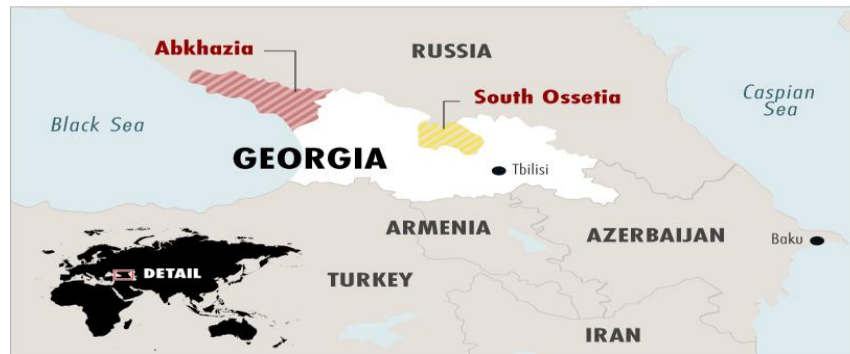 Abkhazia
RUSSIA
Caspian
Sea
South Ossetia
Black Sea
GEORGIA
Tbilisi
ARMENIA
AZERBAIJAN
Baku
DETAIL
TURKEY
IRAN